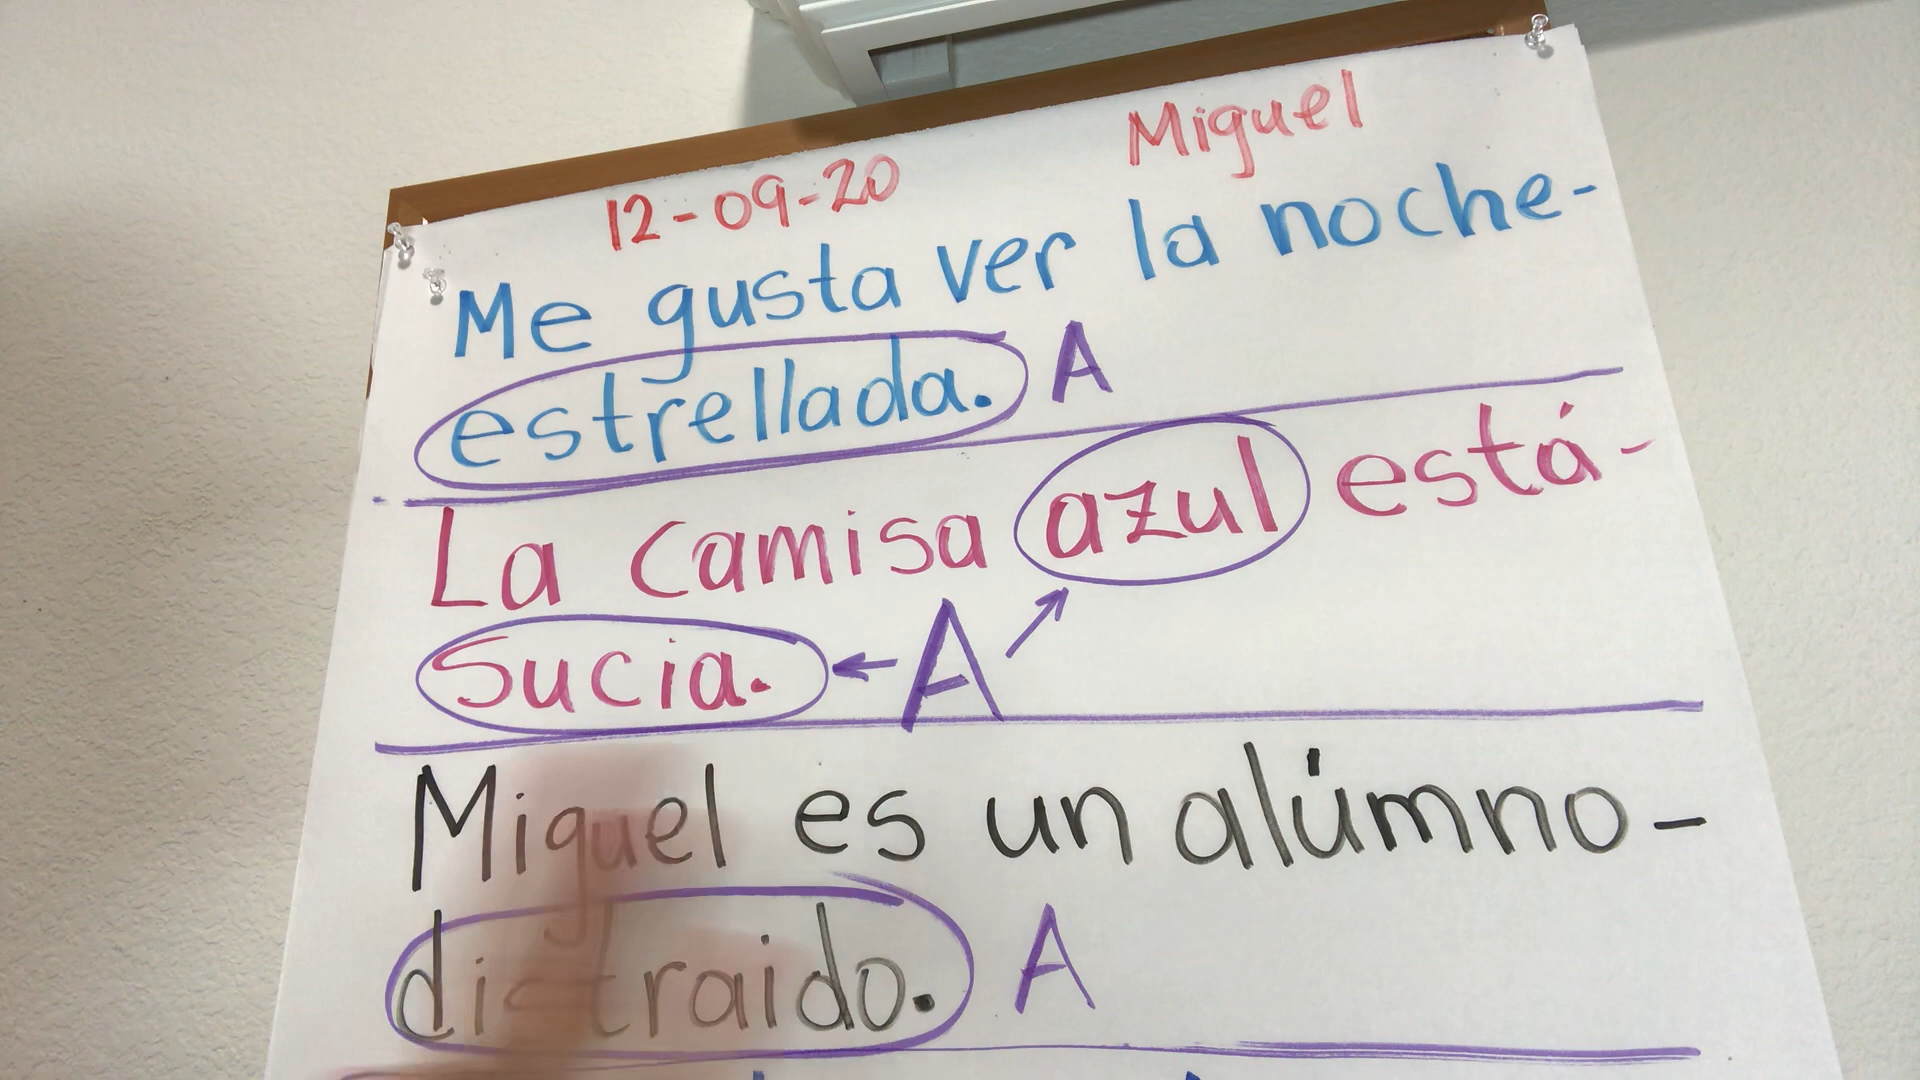 12-09-20 Miguel
Me gusta ver la noche-
estrellada. A
La camisa azul está-
sucia. A
Miguel es un alúmno-
distraido. A